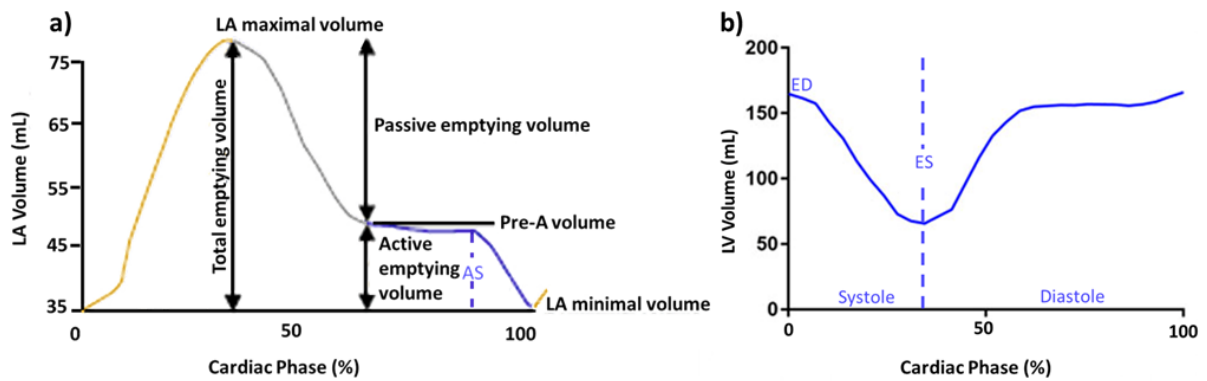 a)
LA maximal volume
75
65
55
45
35
LA Volume (mL)
Total emptying volume
Passive emptying volume
Pre-A volume
Active
emptying
volume
AS
LA minimal volume
0
50
100
Cardiac Phase (%)
b)
200
150
100
50
0
LV Volume (mL)
ED
ES
Systole
Diastole
0
50
100
Cardiac Phase (%)